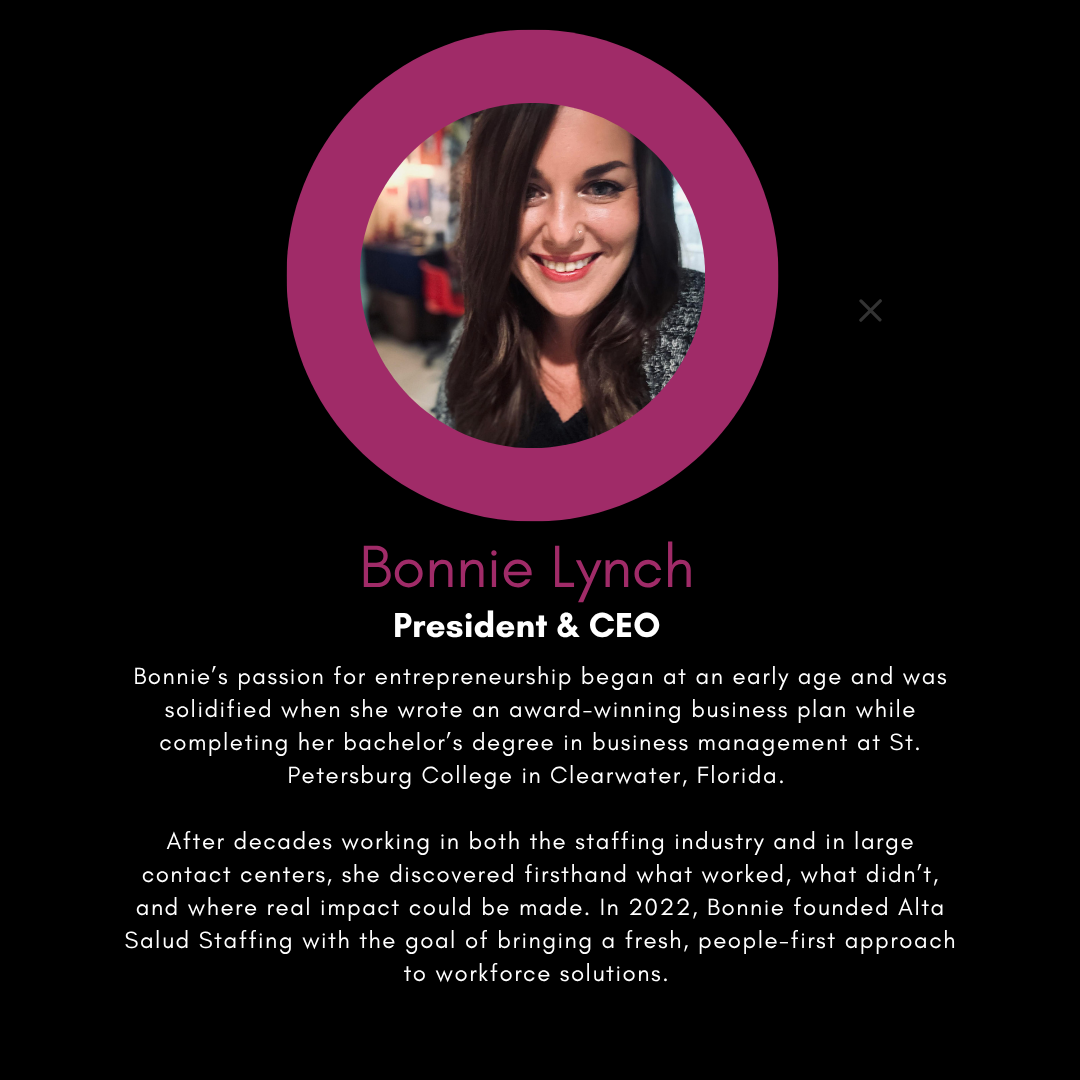 Bonnie Lynch
President & CEO
Bonnie’s passion for entrepreneurship began at an early age and was
solidified when she wrote an award-winning business plan while
completing her bachelor’s degree in business management at St.
Petersburg College in Clearwater, Florida.
After decades working in both the staffing industry and in large
contact centers, she discovered firsthand what worked, what didn’t,
and where real impact could be made. In 2022, Bonnie founded Alta
Salud Staffing with the goal of bringing a fresh, people-first approach
to workforce solutions.